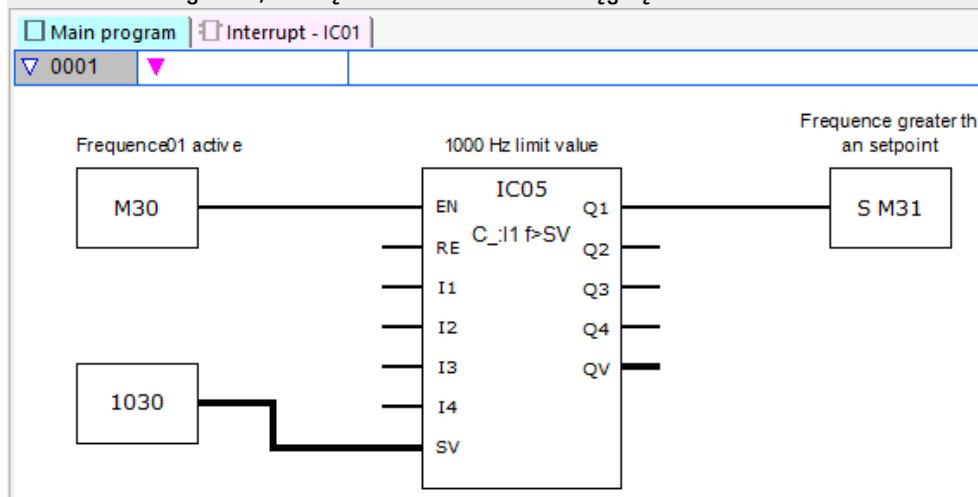 Main program
Interrupt - IC01
0001
Frequence01 active
1000 Hz limit value
Frequence greater th
an setpoint
M30
IC05
C_:I1 f>SV
EN
RE
I1
I2
I3
I4
SV
Q1
Q2
Q3
Q4
QV
S M31
1030